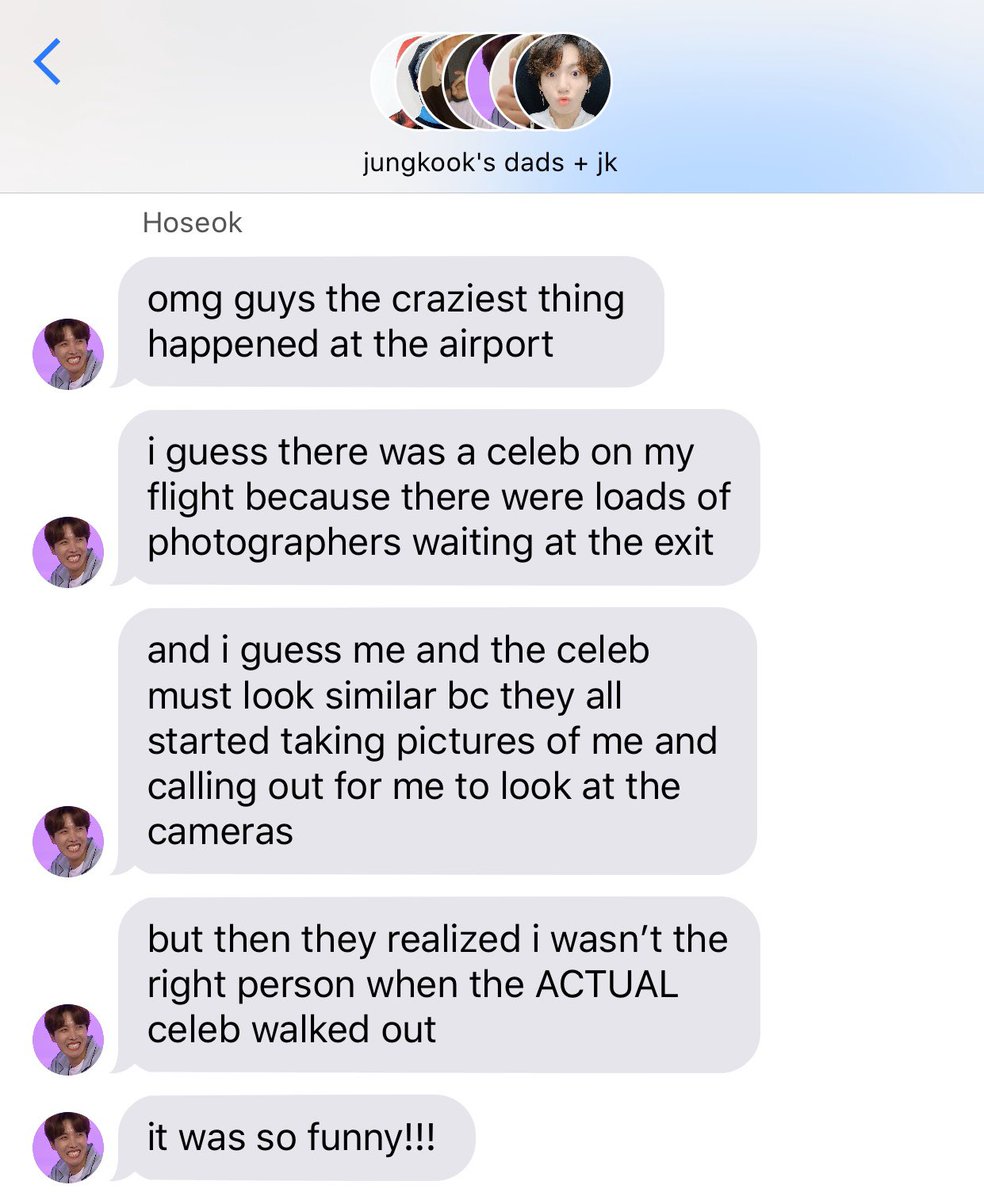 jungkook's dads + jk
Hoseok
omg guys the craziest thing
happened at the airport
i guess there was a celeb on my
flight because there were loads of
photographers waiting at the exit
and i guess me and the celeb
must look similar bc they all
started taking pictures of me and
calling out for me to look at the
cameras
but then they realized i wasn’t the
right person when the ACTUAL
celeb walked out
it was so funny!!!